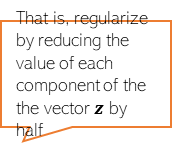 That is, regularize
by reducing the
value of each
component of the
the vector z by
half